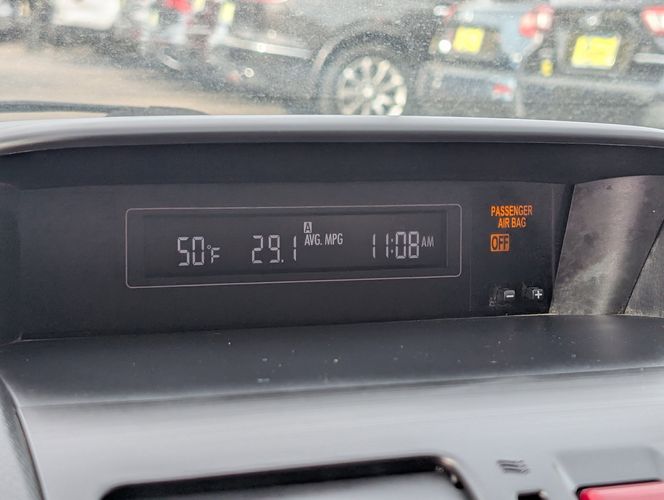 50°F 29.1 A AVG. MPG 11:08 AM
PASSENGER
AIR BAG
OFF
- +